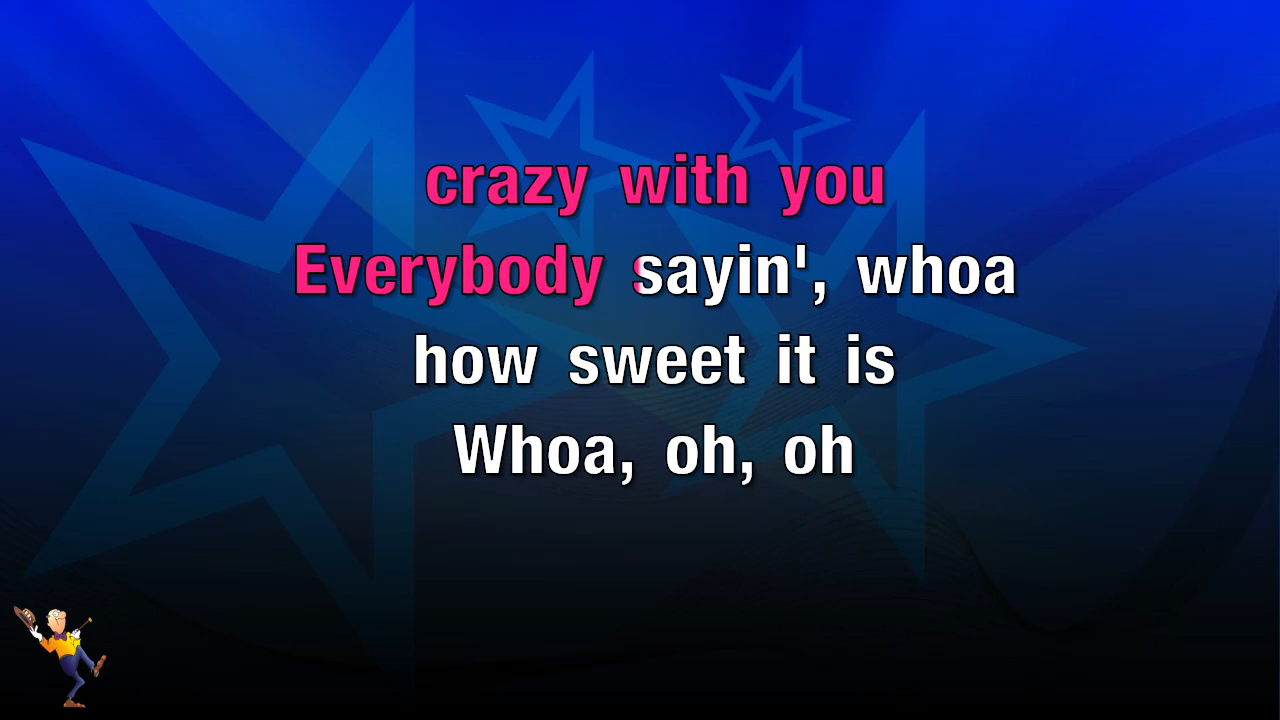 crazy with you
Everybody sayin', whoa
how sweet it is
Whoa, oh, oh